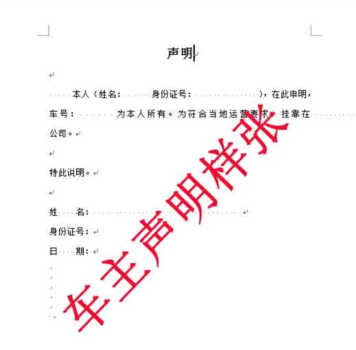 声明
本人（姓名： 身份证号： ），在此申明，
车号： 为本人所有。为符合当地运营要求，挂靠在
公司。
特此说明。
姓 名：
身份证号：
日 期：
车主声明样张